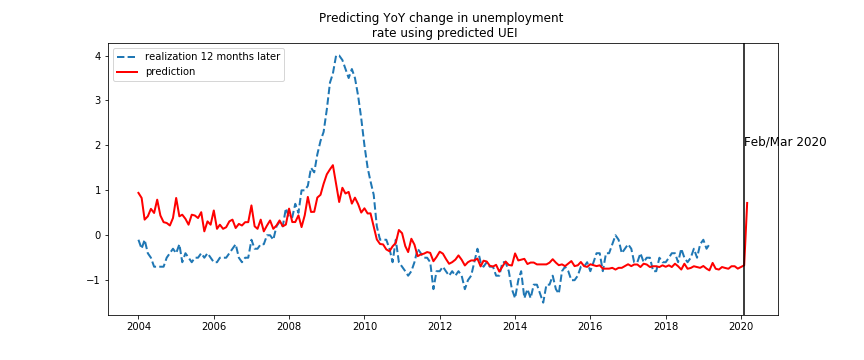 Predicting YoY change in unemployment
rate using predicted UEI
realization 12 months later
prediction
4
3
2
1
0
−1
Feb/Mar 2020
2004 2006 2008 2010 2012 2014 2016 2018 2020